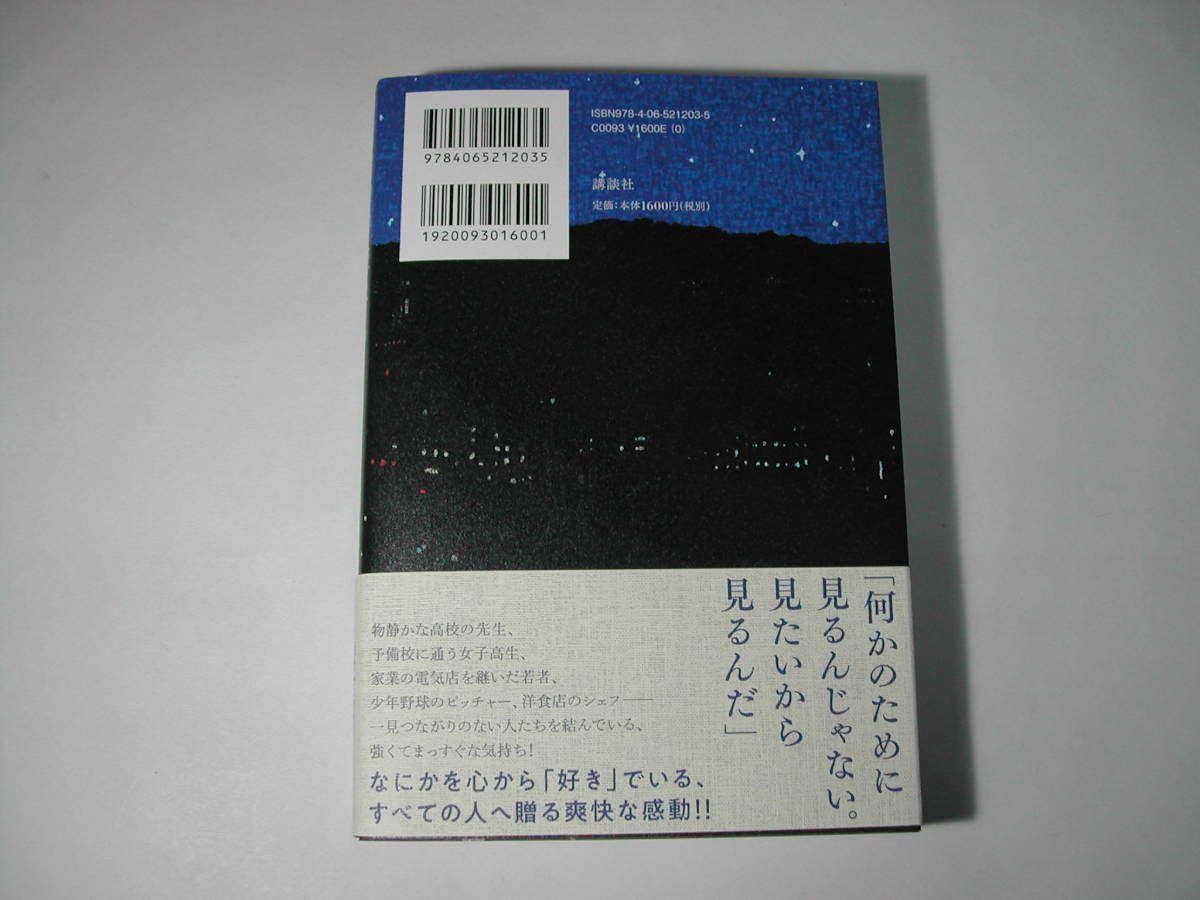 9784065212035
1920093016001
ISBN978-4-06-521203-5
C0093 ¥1600E (0)
講談社
定価:本体1600円(税別)
「何かのために
見るんじゃない。
見たいから
見るんだ」
物静かな高校の先生、
予備校に通う女子高生、
家業の電気店を継いだ若者、
少年野球のピッチャー、洋食店のシェフ──
一見つながりのない人たちを結んでいる、
強くてまっすぐな気持ち!
なにかを心から「好き」でいる、
すべての人へ贈る爽快な感動!!